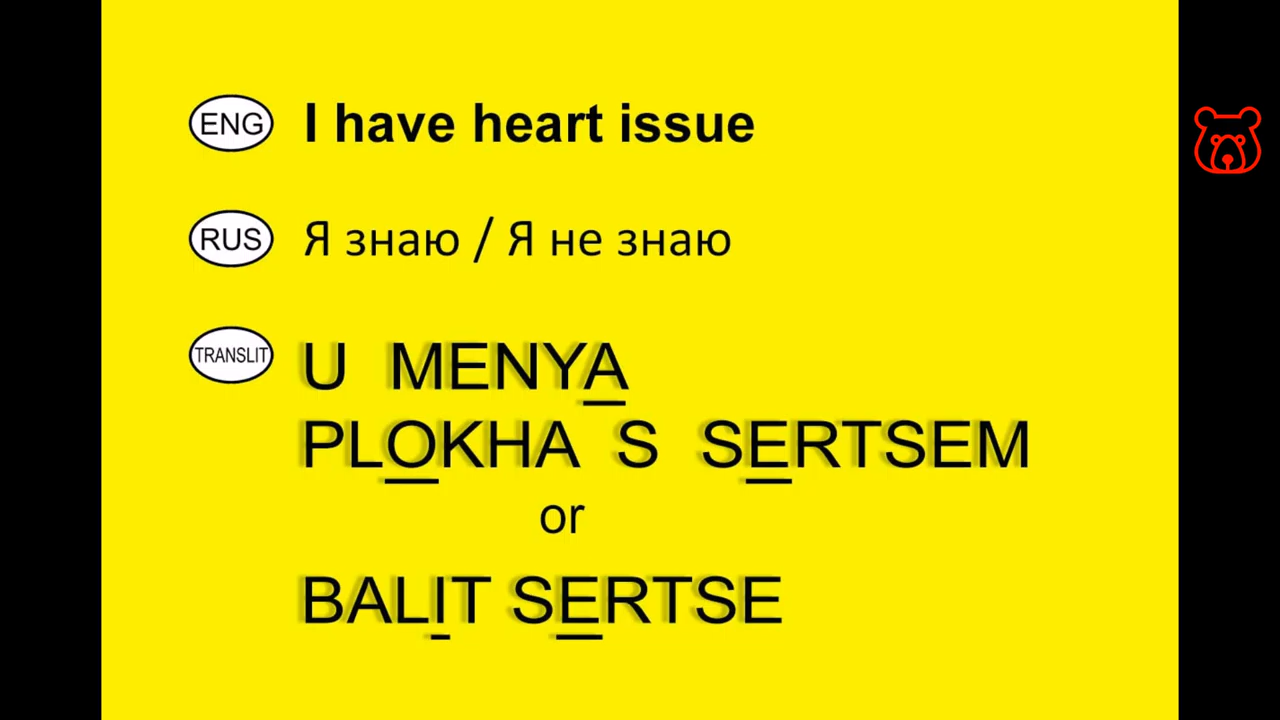 ENG I have heart issue
RUS Я знаю / Я не знаю
TRANSLIT U MENYA
PLOKHA S SERTSEM
or
BALIT SERTSE